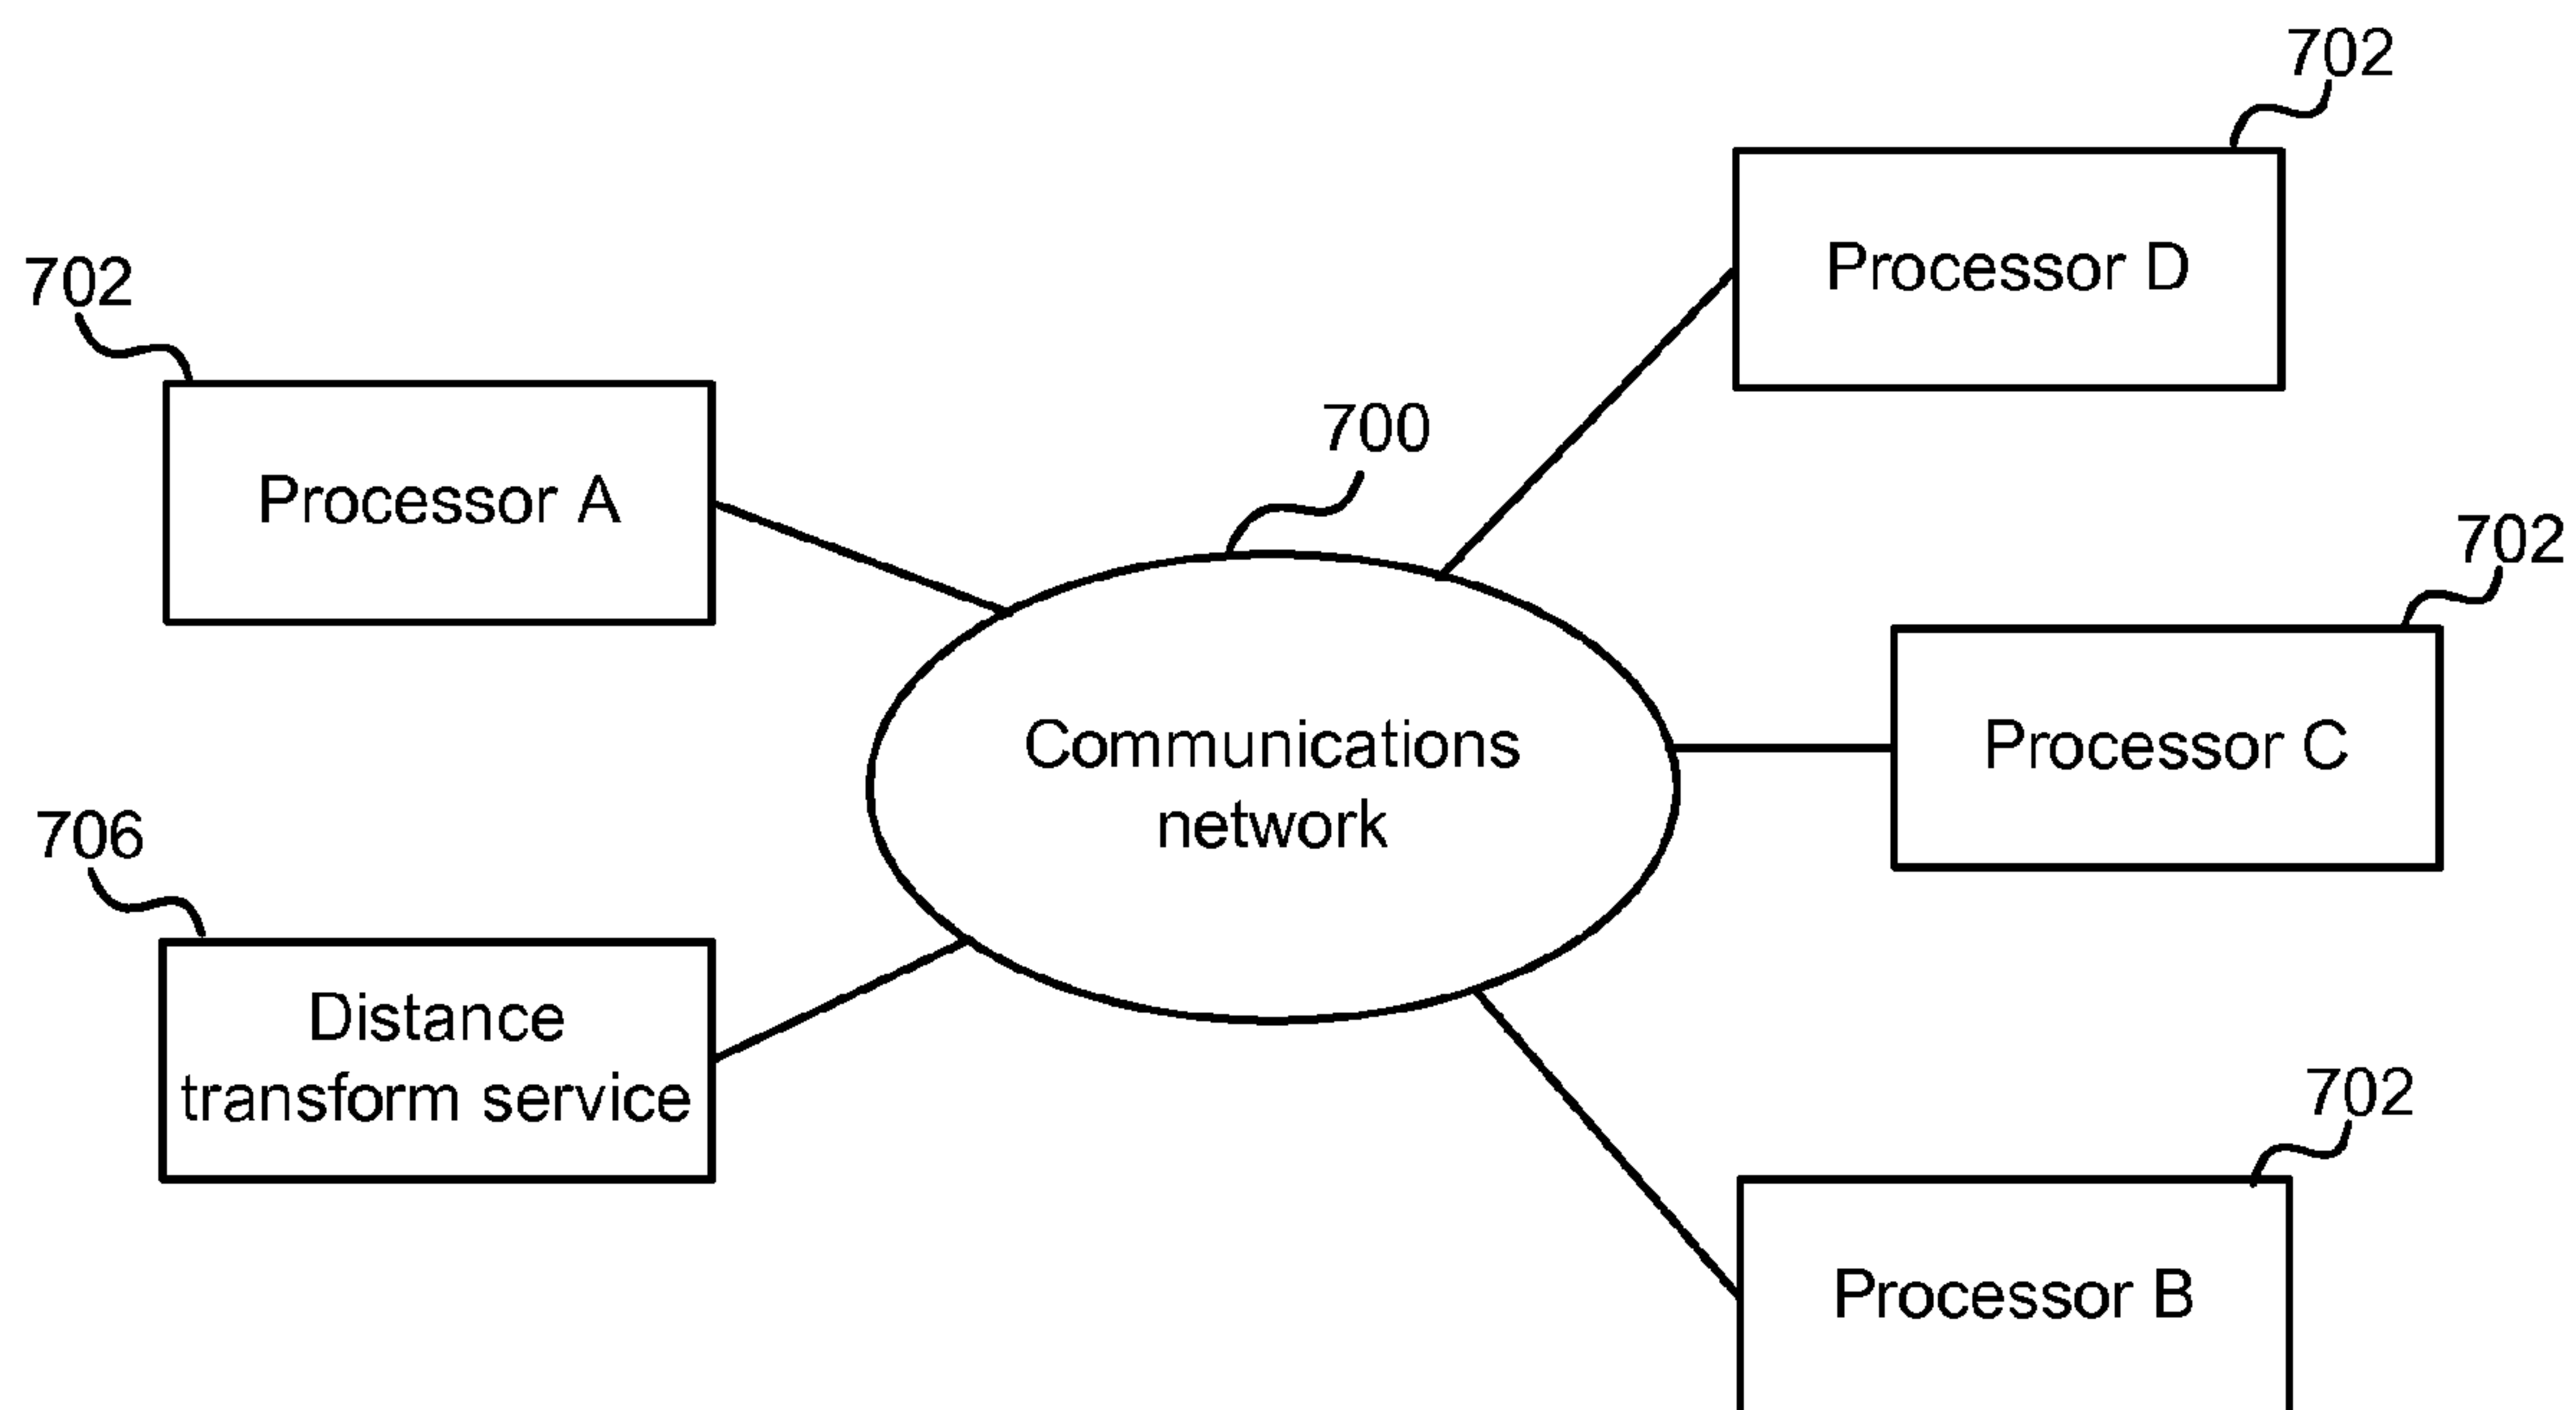 702
Processor D
702
Processor A
700
702
Communications
network
Processor C
706
Distance
transform service
702
Processor B